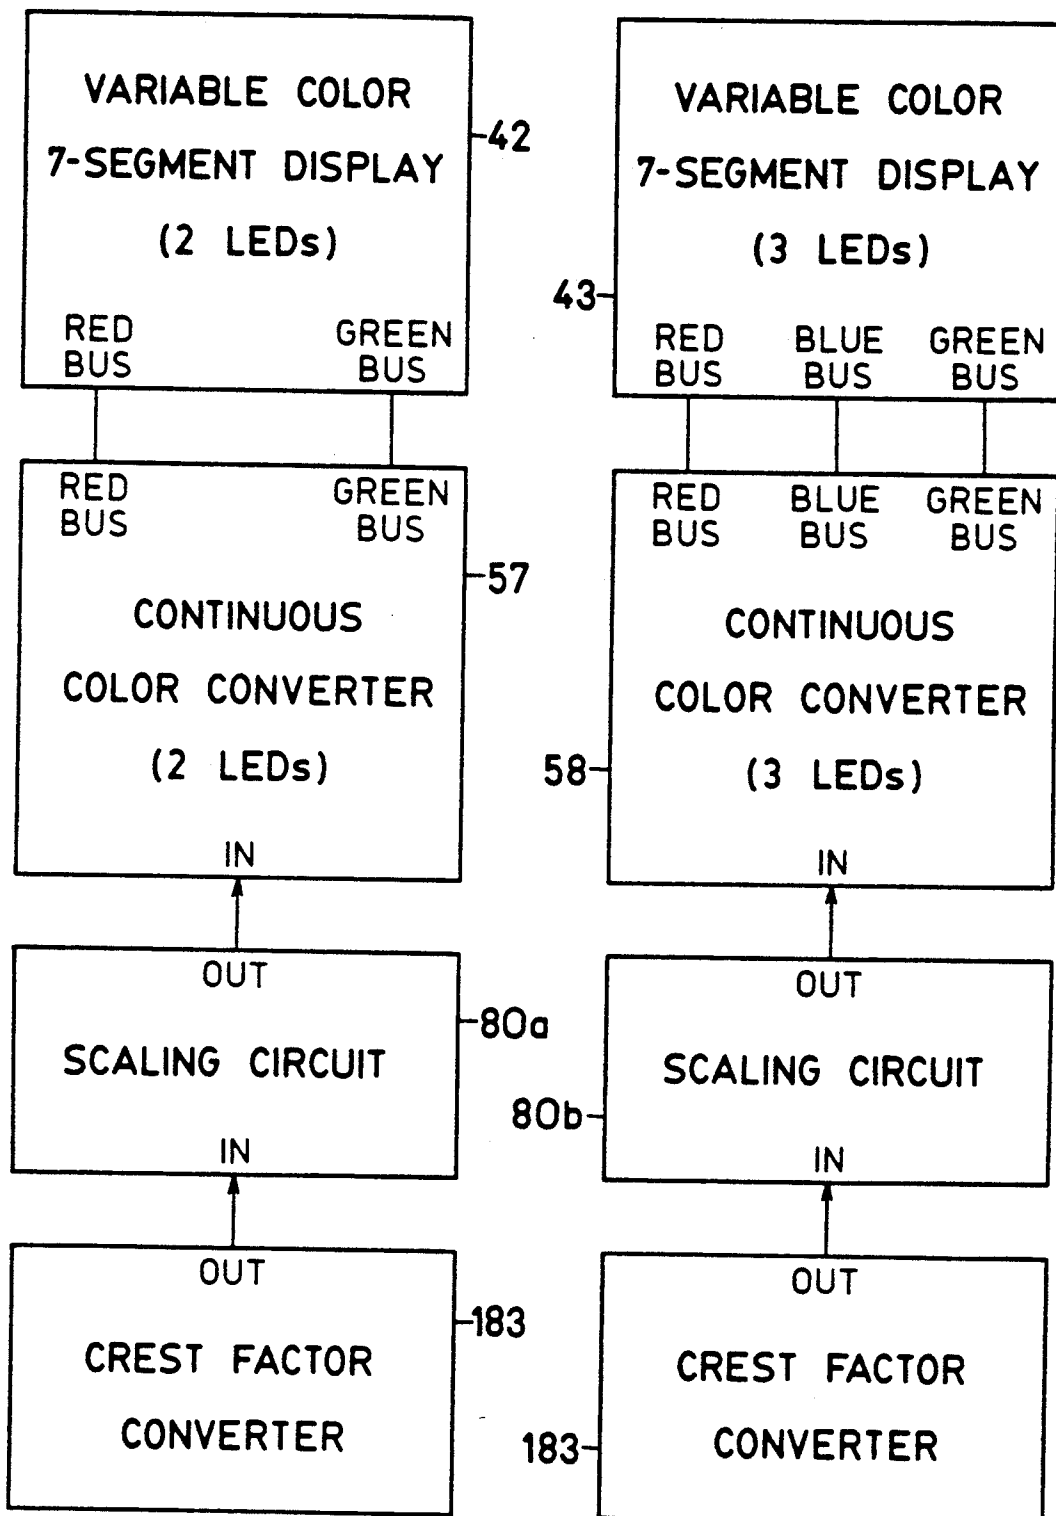 VARIABLE COLOR
7-SEGMENT DISPLAY
(2 LEDs)
RED BUS
GREEN BUS
42
RED BUS
GREEN BUS
CONTINUOUS
COLOR CONVERTER
(2 LEDs)
IN
57
OUT
SCALING CIRCUIT
IN
80a
OUT
CREST FACTOR
CONVERTER
183
VARIABLE COLOR
7-SEGMENT DISPLAY
(3 LEDs)
43
RED BUS
BLUE BUS
GREEN BUS
RED BUS
BLUE BUS
GREEN BUS
CONTINUOUS
COLOR CONVERTER
(3 LEDs)
58
IN
OUT
SCALING CIRCUIT
80b
IN
OUT
CREST FACTOR
CONVERTER
183